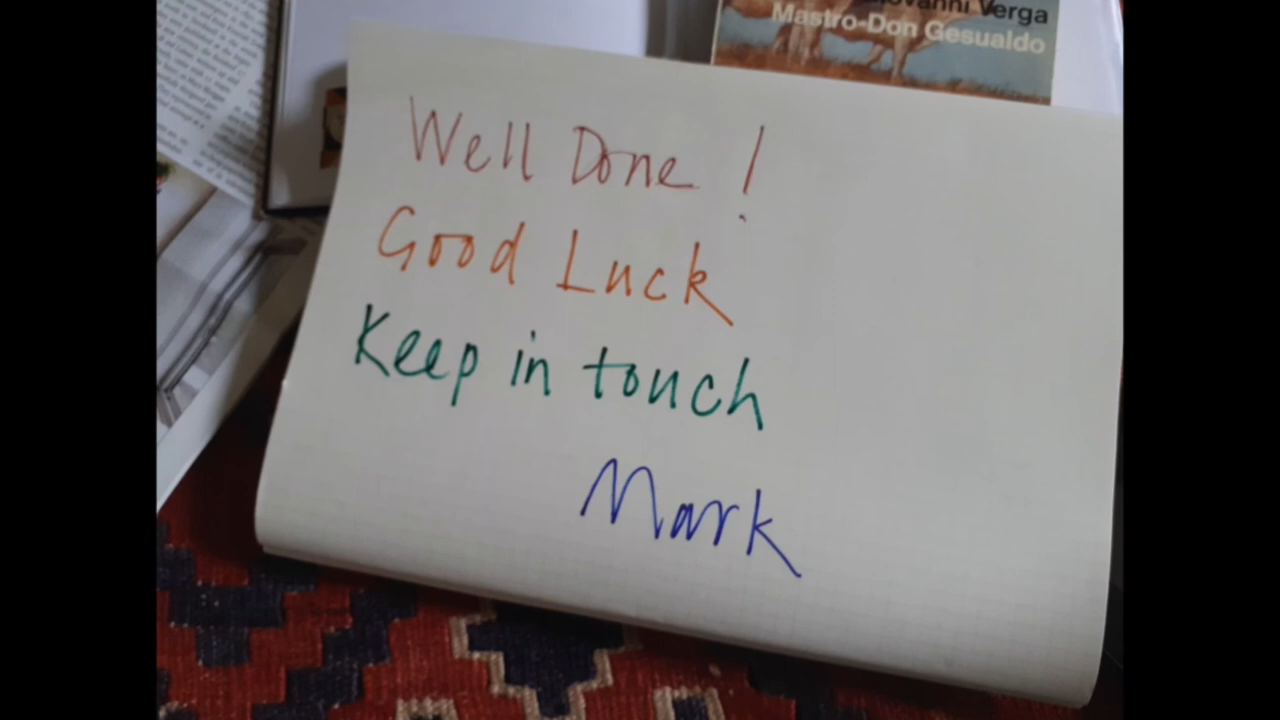 Giovanni Verga
Mastro-Don Gesualdo
Well Done !
Good Luck
Keep in touch
Mark